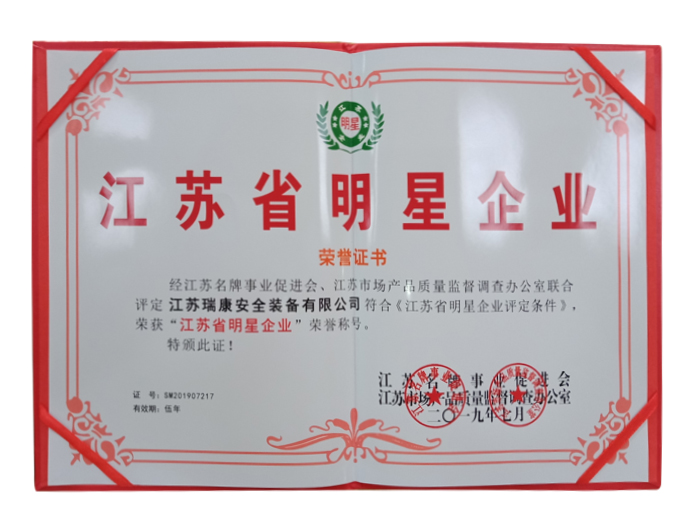 江苏
明星
江苏省明星企业
荣誉证书
经江苏名牌事业促进会、江苏市场产品质量监督调查办公室联合
评定 江苏瑞康安全装备有限公司 符合《江苏省明星企业评定条件》，
荣获“江苏省明星企业”荣誉称号。
特颁此证！
江苏名牌事业促进会
江苏市场产品质量监督调查办公室
二〇一九年七月
证 号：SM201907217
有效期：伍年